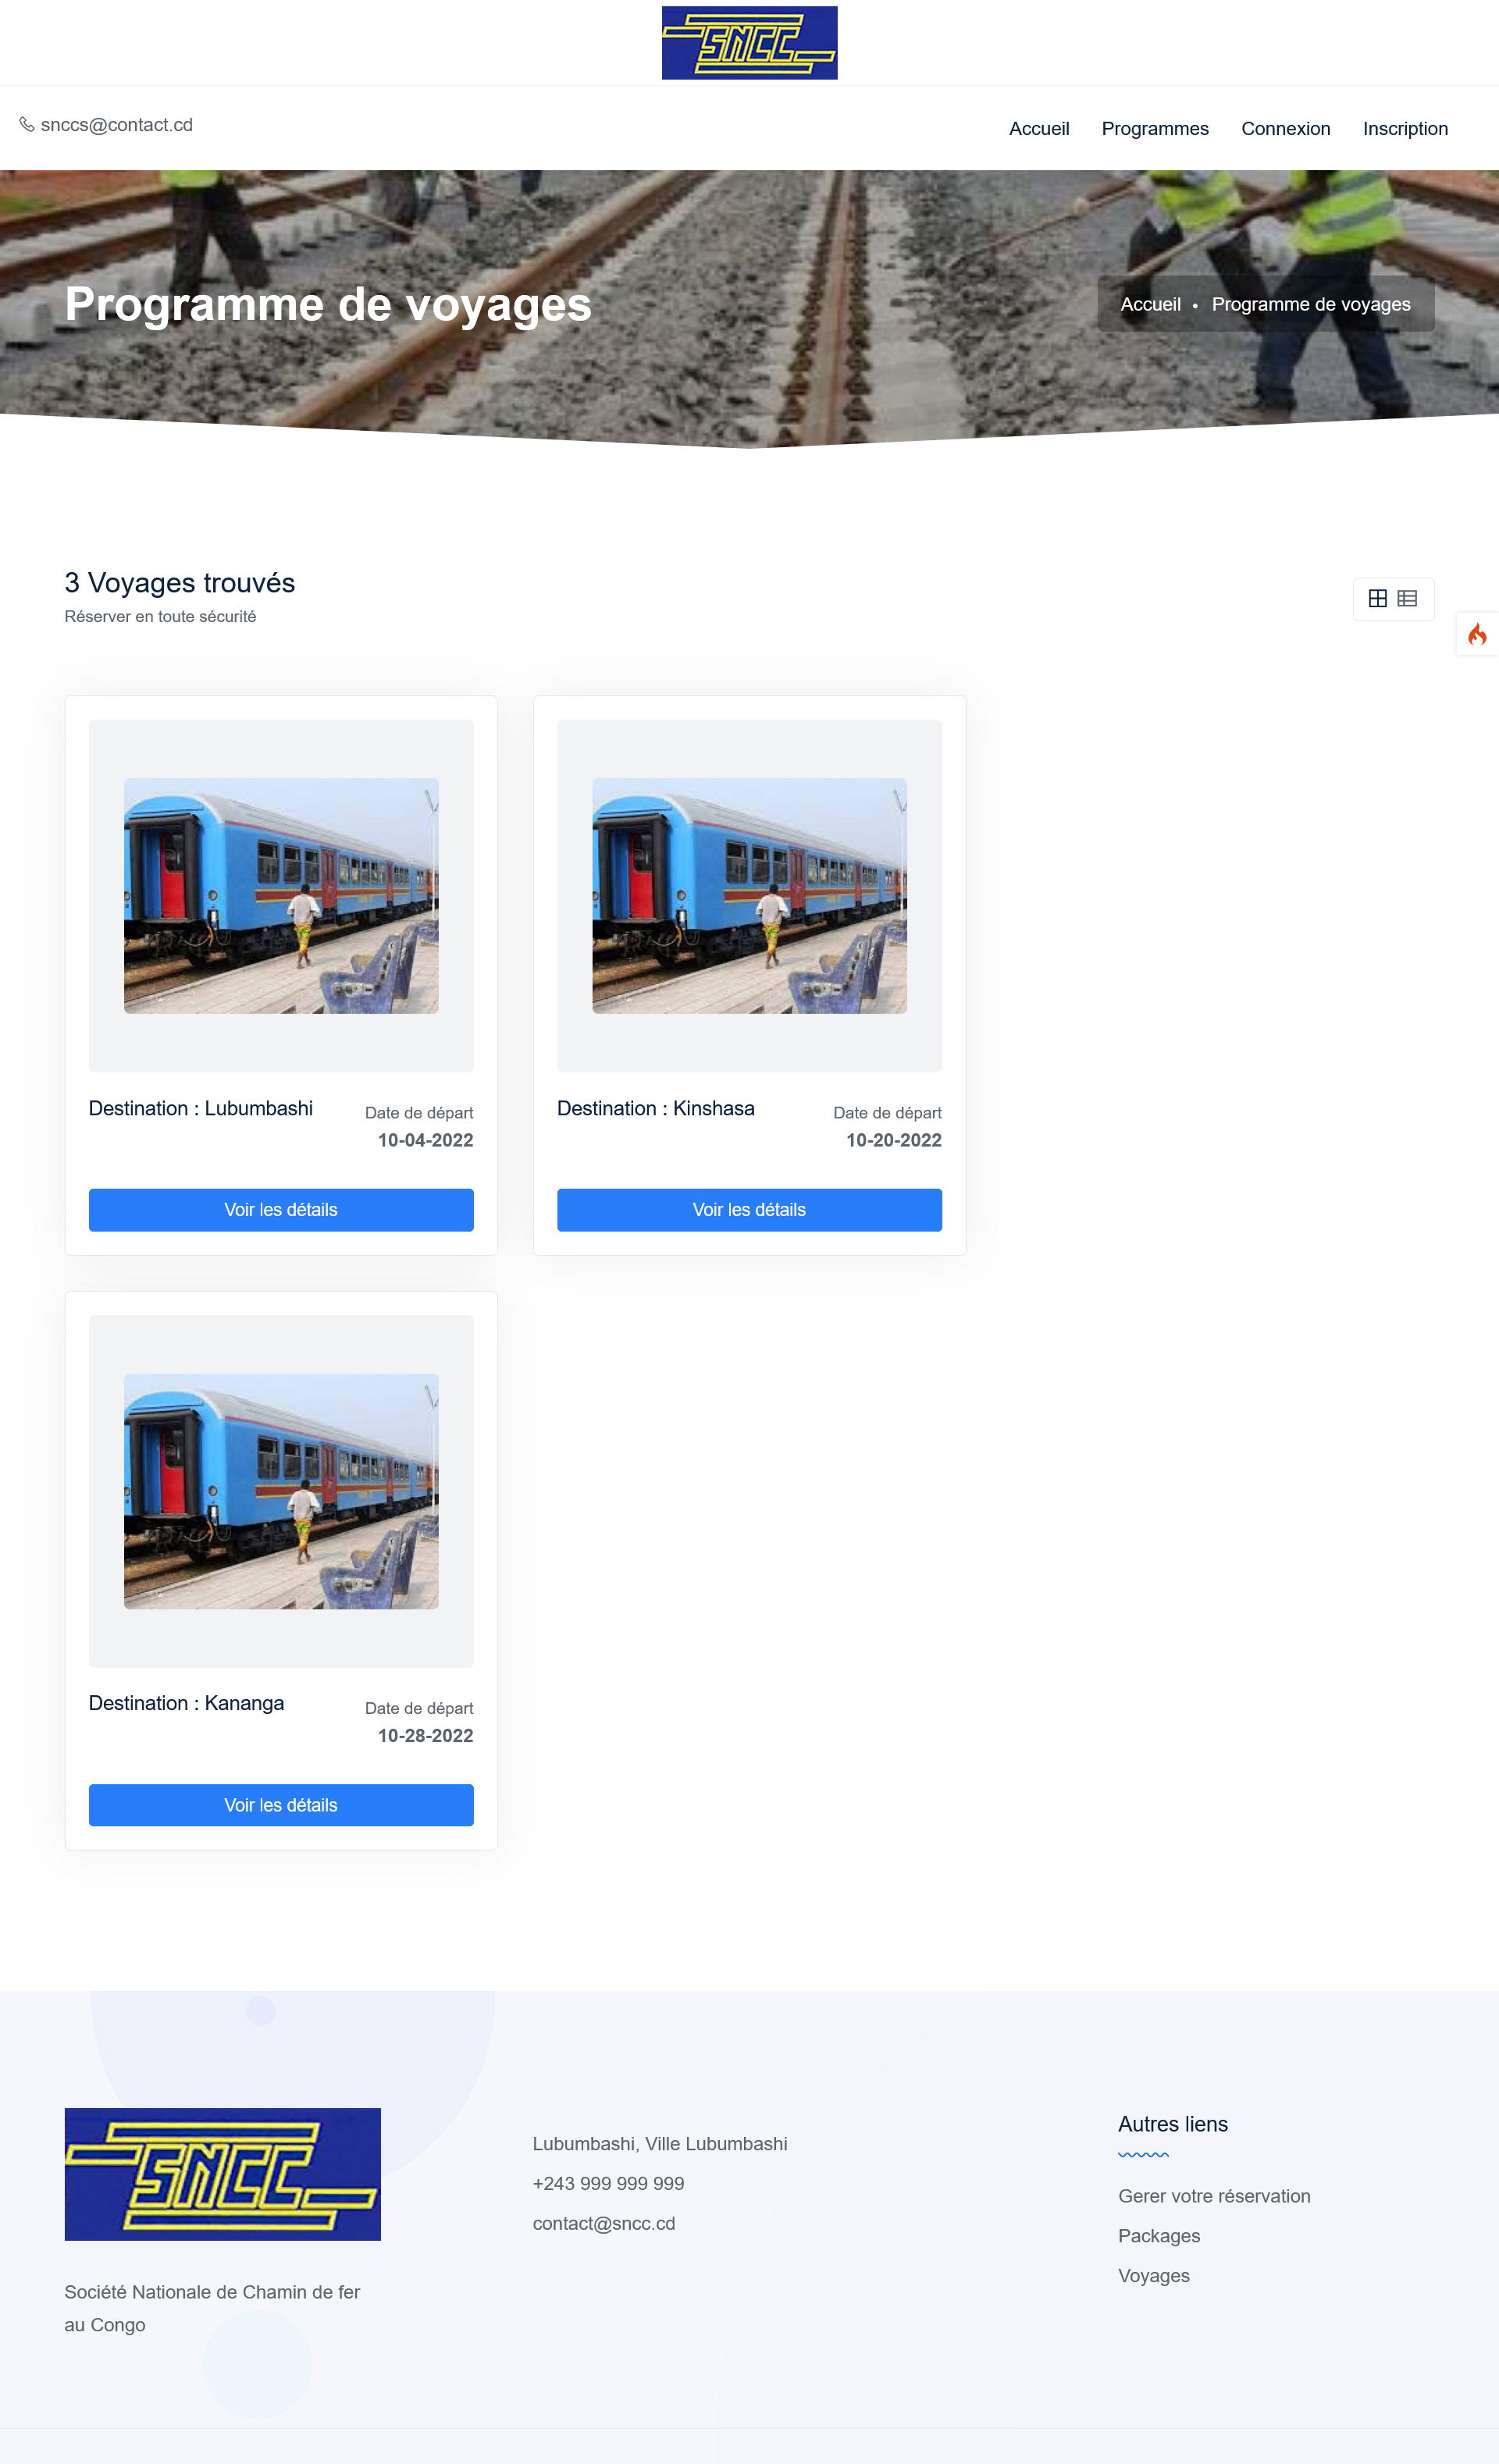 SNCC
snccs@contact.cd
Accueil Programmes Connexion Inscription
Programme de voyages
Accueil • Programme de voyages
3 Voyages trouvés
Réserver en toute sécurité
Destination : Lubumbashi
Date de départ
10-04-2022
Voir les détails
Destination : Kinshasa
Date de départ
10-20-2022
Voir les détails
Destination : Kananga
Date de départ
10-28-2022
Voir les détails
SNCC
Société Nationale de Chamin de fer
au Congo
Lubumbashi, Ville Lubumbashi
+243 999 999 999
contact@sncc.cd
Autres liens
Gerer votre réservation
Packages
Voyages